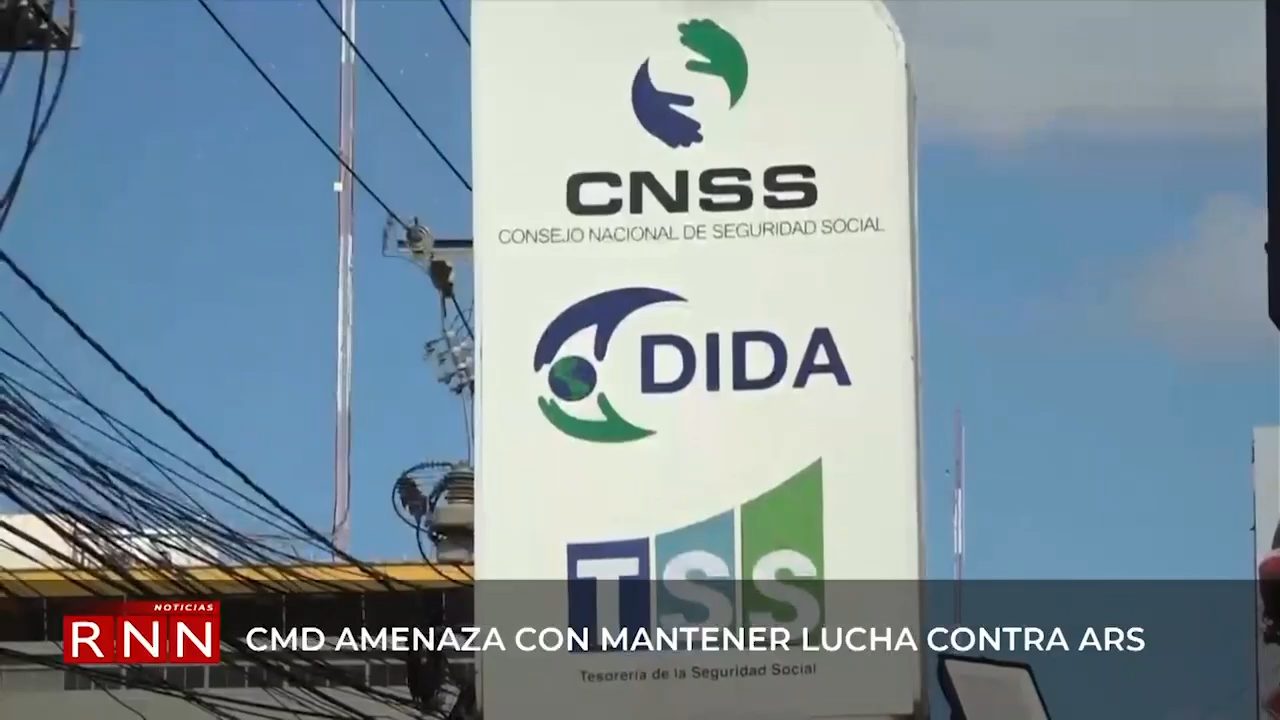 CNSS
CONSEJO NACIONAL DE SEGURIDAD SOCIAL
DIDA
TSS
Tesorería de la Seguridad Social
NOTICIAS
RNN
CMD AMENAZA CON MANTENER LUCHA CONTRA ARS